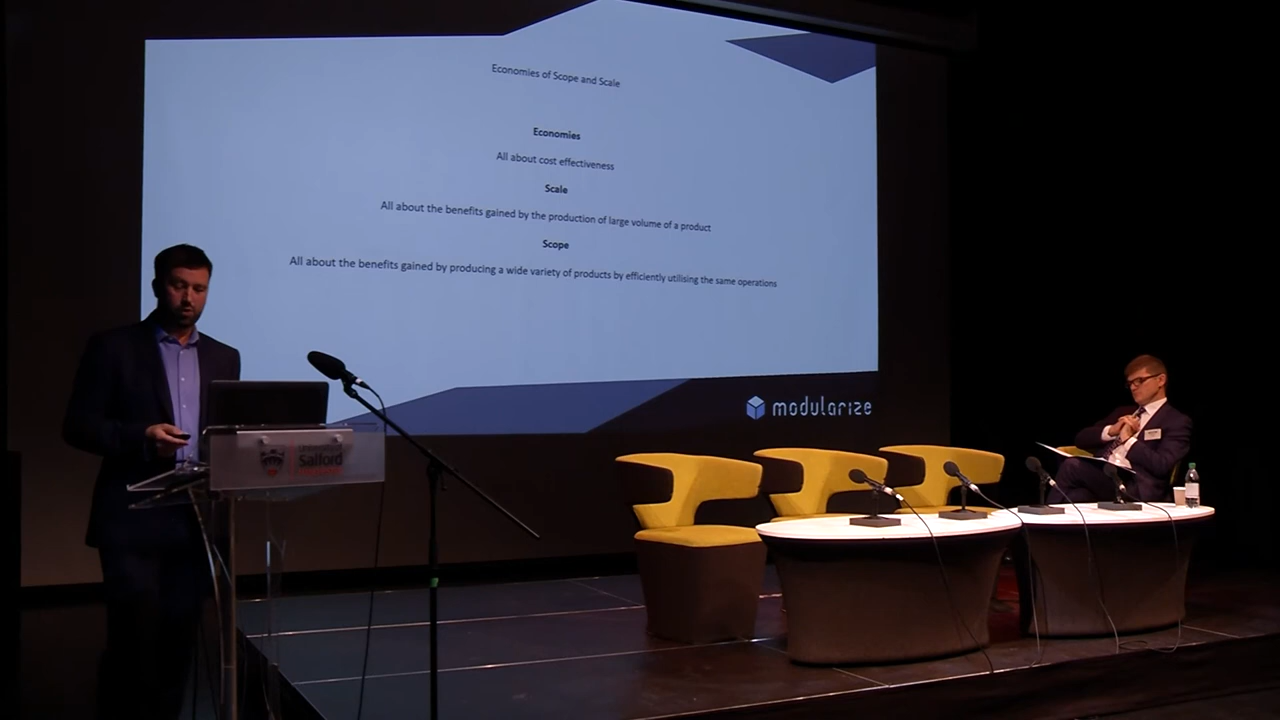 Economies of Scope and Scale
Economies
All about cost effectiveness
Scale
All about the benefits gained by the production of large volume of a product
Scope
All about the benefits gained by producing a wide variety of products by efficiently utilising the same operations
modularize
Salford